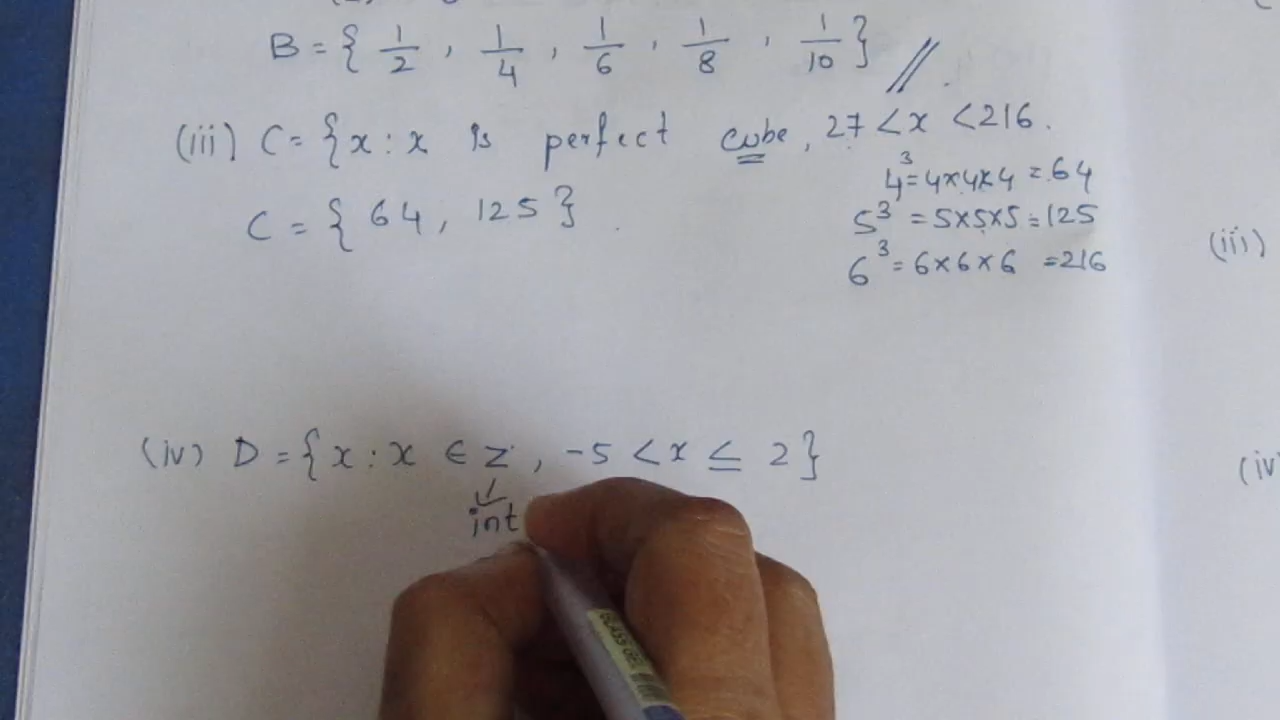 B = { 1/2 , 1/4 , 1/6 , 1/8 , 1/10 } //.
(iii) C = { x : x is perfect cube, 27 < x < 216.
4³ = 4×4×4 = 64
C = { 64, 125 } .
5³ = 5×5×5 = 125
6³ = 6×6×6 = 216
(iii)
(iv) D = { x : x ∈ Z, -5 < x ≤ 2 }
(iv
int